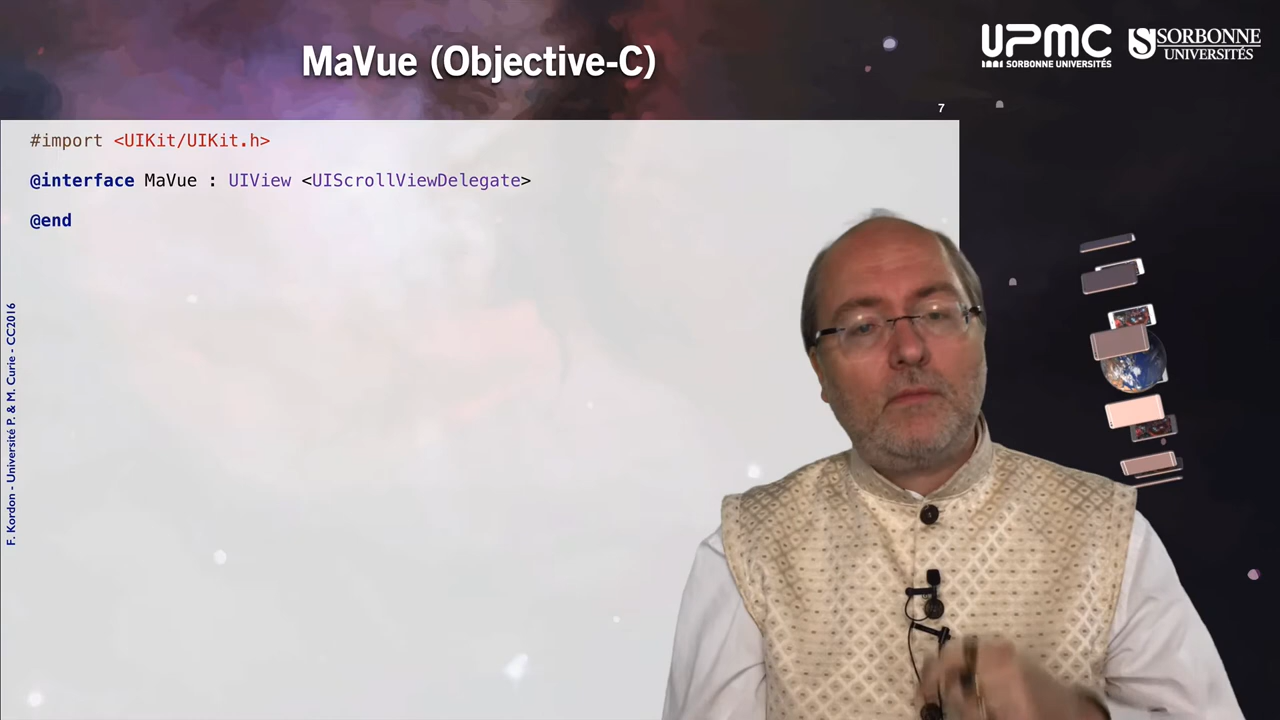 MaVue (Objective-C)
UPMC
SORBONNE UNIVERSITÉS
SORBONNE
UNIVERSITÉS
7
#import <UIKit/UIKit.h>
@interface MaVue : UIView <UIScrollViewDelegate>
@end
F. Kordon - Université P. & M. Curie - CC2016